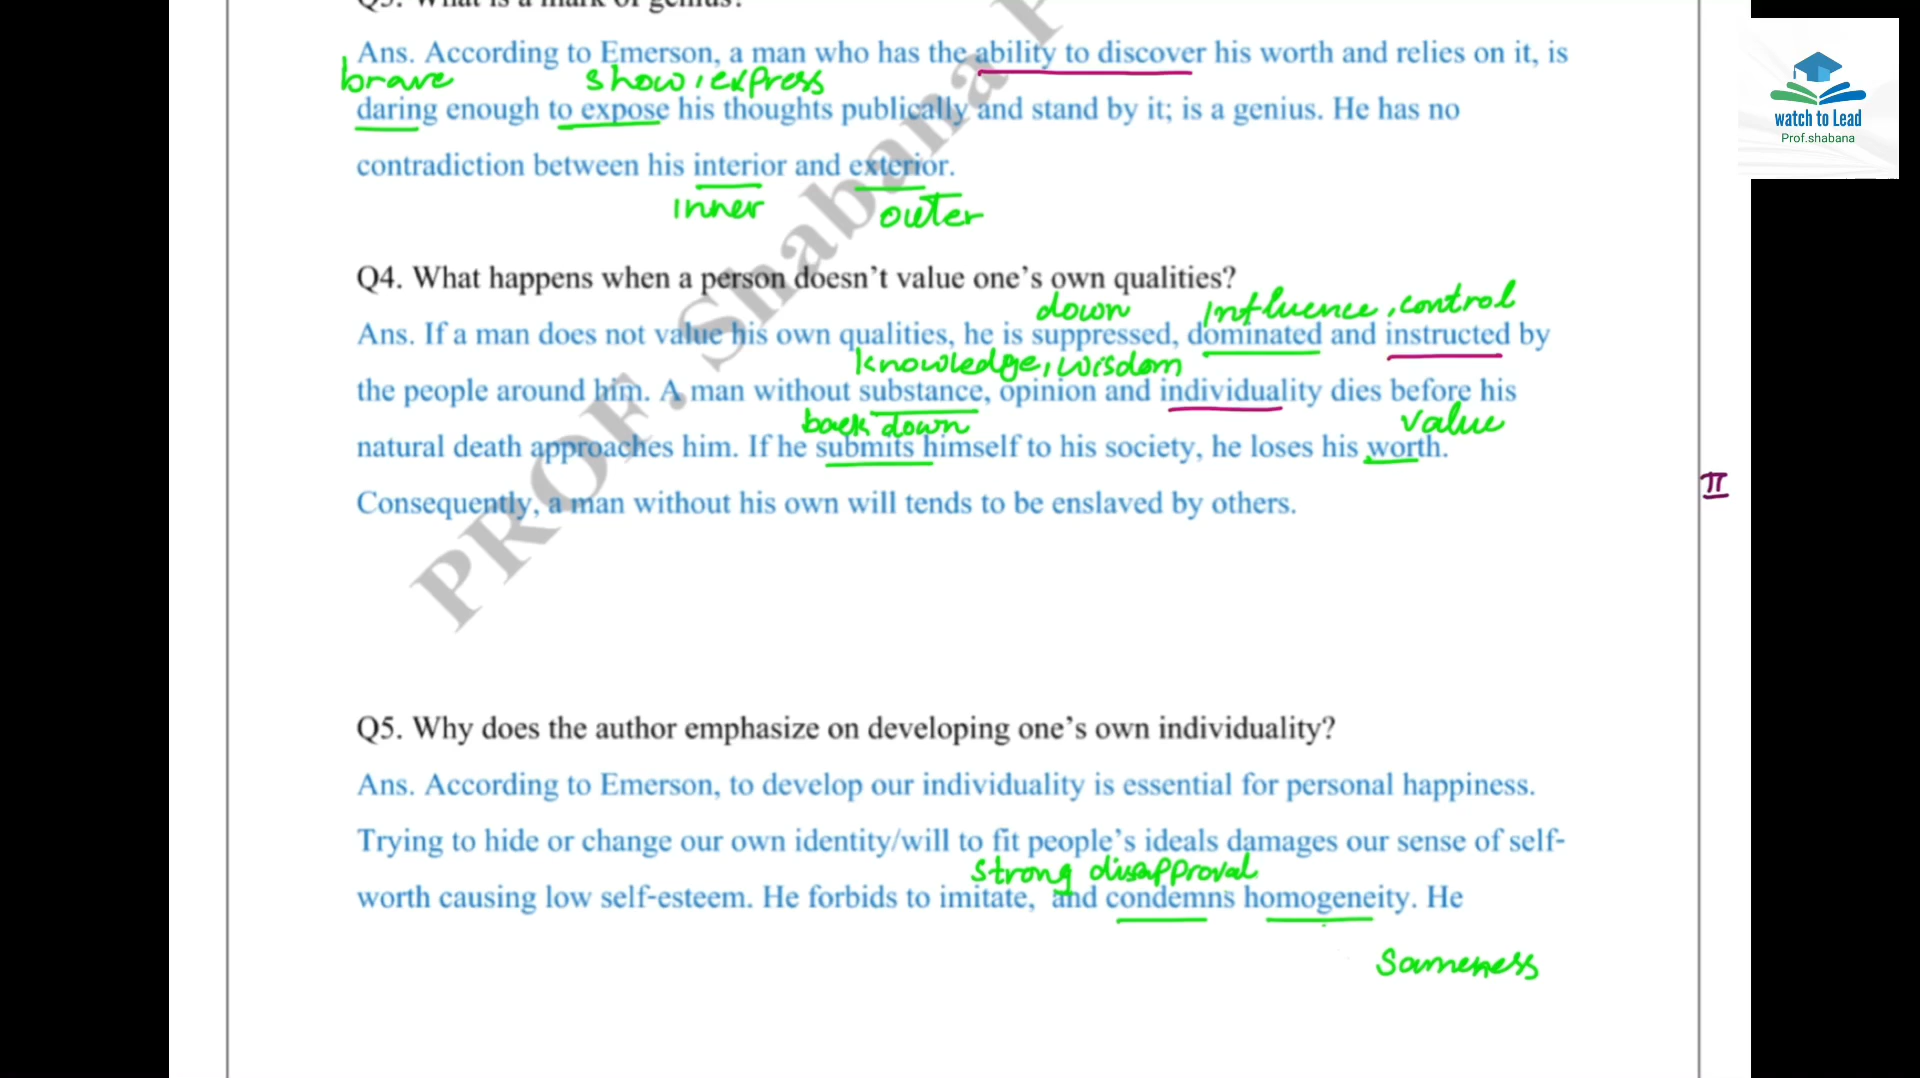 Q3. What is a mark of genius?
Ans. According to Emerson, a man who has the ability to discover his worth and relies on it, is
brave show, express
daring enough to expose his thoughts publically and stand by it; is a genius. He has no
contradiction between his interior and exterior.
inner outer
Q4. What happens when a person doesn’t value one’s own qualities?
down influence, control
Ans. If a man does not value his own qualities, he is suppressed, dominated and instructed by
knowledge, wisdom
the people around him. A man without substance, opinion and individuality dies before his
back down value
natural death approaches him. If he submits himself to his society, he loses his worth.
II
Consequently, a man without his own will tends to be enslaved by others.
Q5. Why does the author emphasize on developing one’s own individuality?
Ans. According to Emerson, to develop our individuality is essential for personal happiness.
Trying to hide or change our own identity/will to fit people’s ideals damages our sense of self-
strong disapproval
worth causing low self-esteem. He forbids to imitate, and condemns homogeneity. He
Sameness
PROF. Shabana
watch to Lead
Prof.shabana